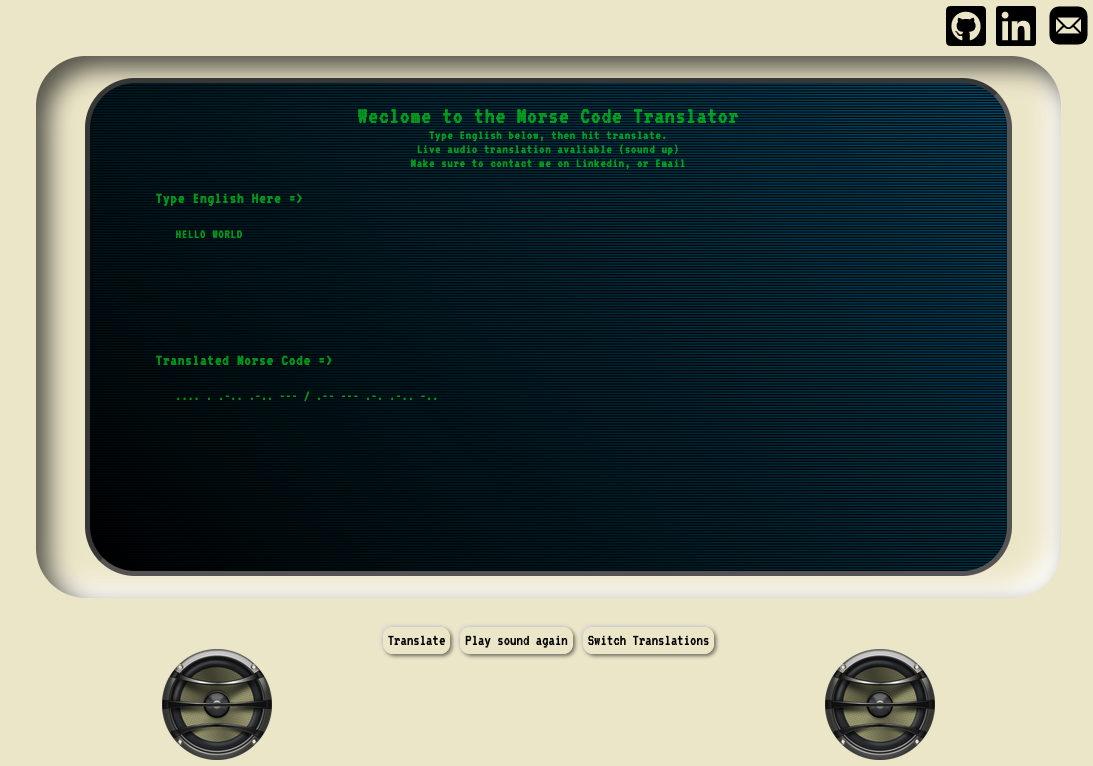 in
Weclome to the Morse Code Translator
Type English below, then hit translate.
Live audio translation avaliable (sound up)
Make sure to contact me on Linkedin, or Email
Type English Here =>
HELLO WORLD
Translated Morse Code =>
.... . .-.. .-.. --- / .-- --- .-. .-.. -..
Translate
Play sound again
Switch Translations